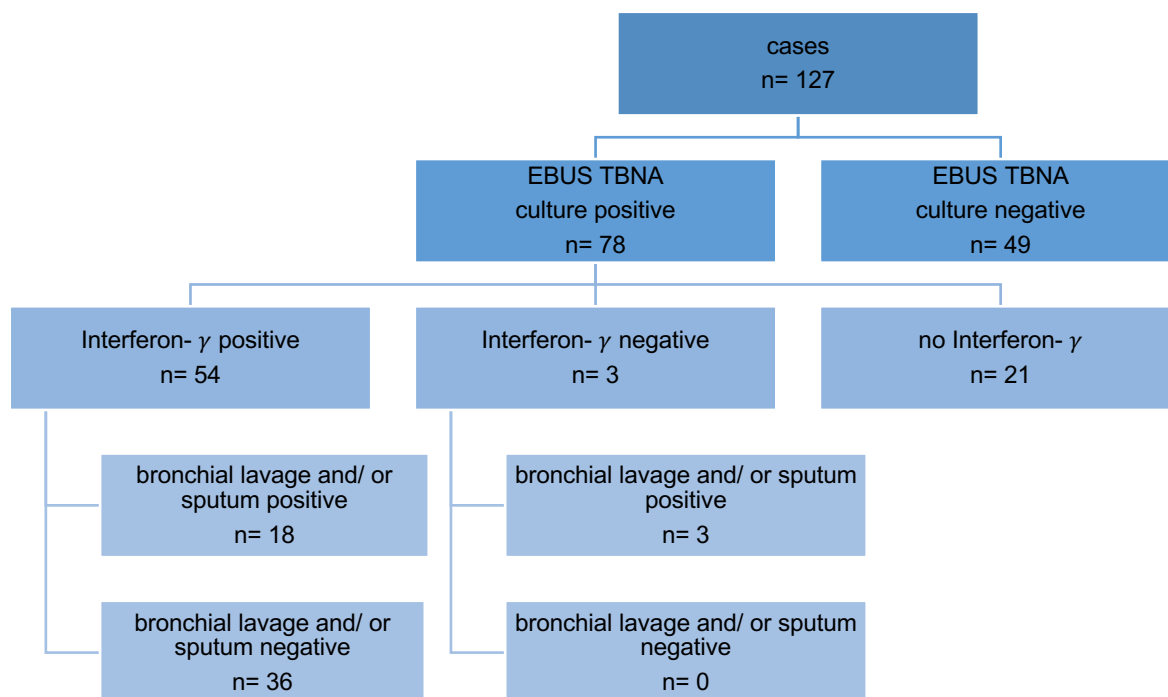 cases
n= 127
EBUS TBNA
culture positive
n= 78
EBUS TBNA
culture negative
n= 49
Interferon- γ positive
n= 54
Interferon- γ negative
n= 3
no Interferon- γ
n= 21
bronchial lavage and/ or
sputum positive
n= 18
bronchial lavage and/ or sputum
positive
n= 3
bronchial lavage and/ or
sputum negative
n= 36
bronchial lavage and/ or sputum
negative
n= 0